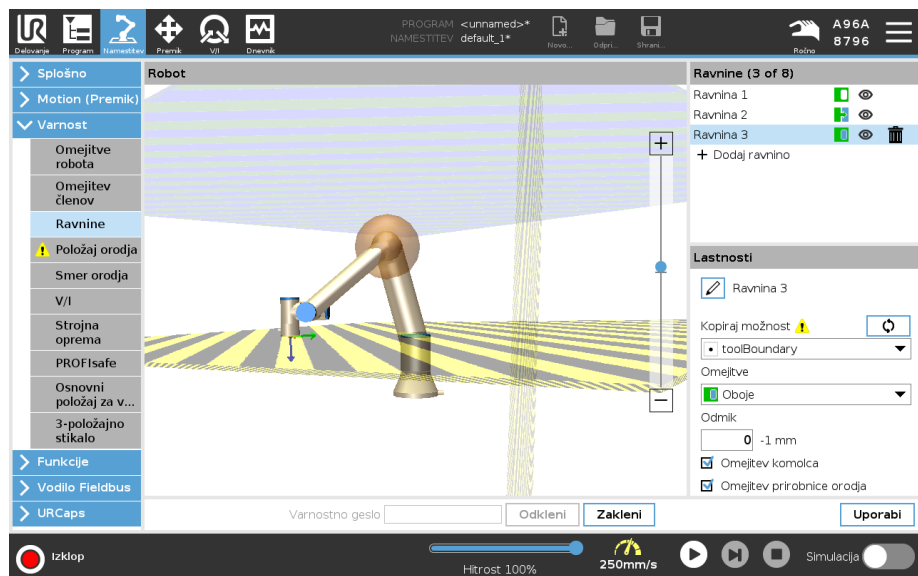 PROGRAM <unnamed>*
NAMESTITEV default_1*
Delovanje Program Namestitev Premik V/I Dnevnik Novo... Odpri... Shrani... Ročno A96A
8796
Splošno
Motion (Premik)
Varnost
Omejitve
robota
Omejitev
členov
Ravnine
Položaj orodja
Smer orodja
V/I
Strojna
oprema
PROFIsafe
Osnovni
položaj za v...
3-položajno
stikalo
Funkcije
Vodilo Fieldbus
URCaps
Robot
Ravnine (3 of 8)
Ravnina 1
Ravnina 2
Ravnina 3
+ Dodaj ravnino
Lastnosti
Ravnina 3
Kopiraj možnost
toolBoundary
Omejitve
Oboje
Odmik
0 -1 mm
Omejitev komolca
Omejitev prirobnice orodja
Varnostno geslo Odkleni Zakleni Uporabi
Izklop
Hitrost 100%
250mm/s
Simulacija